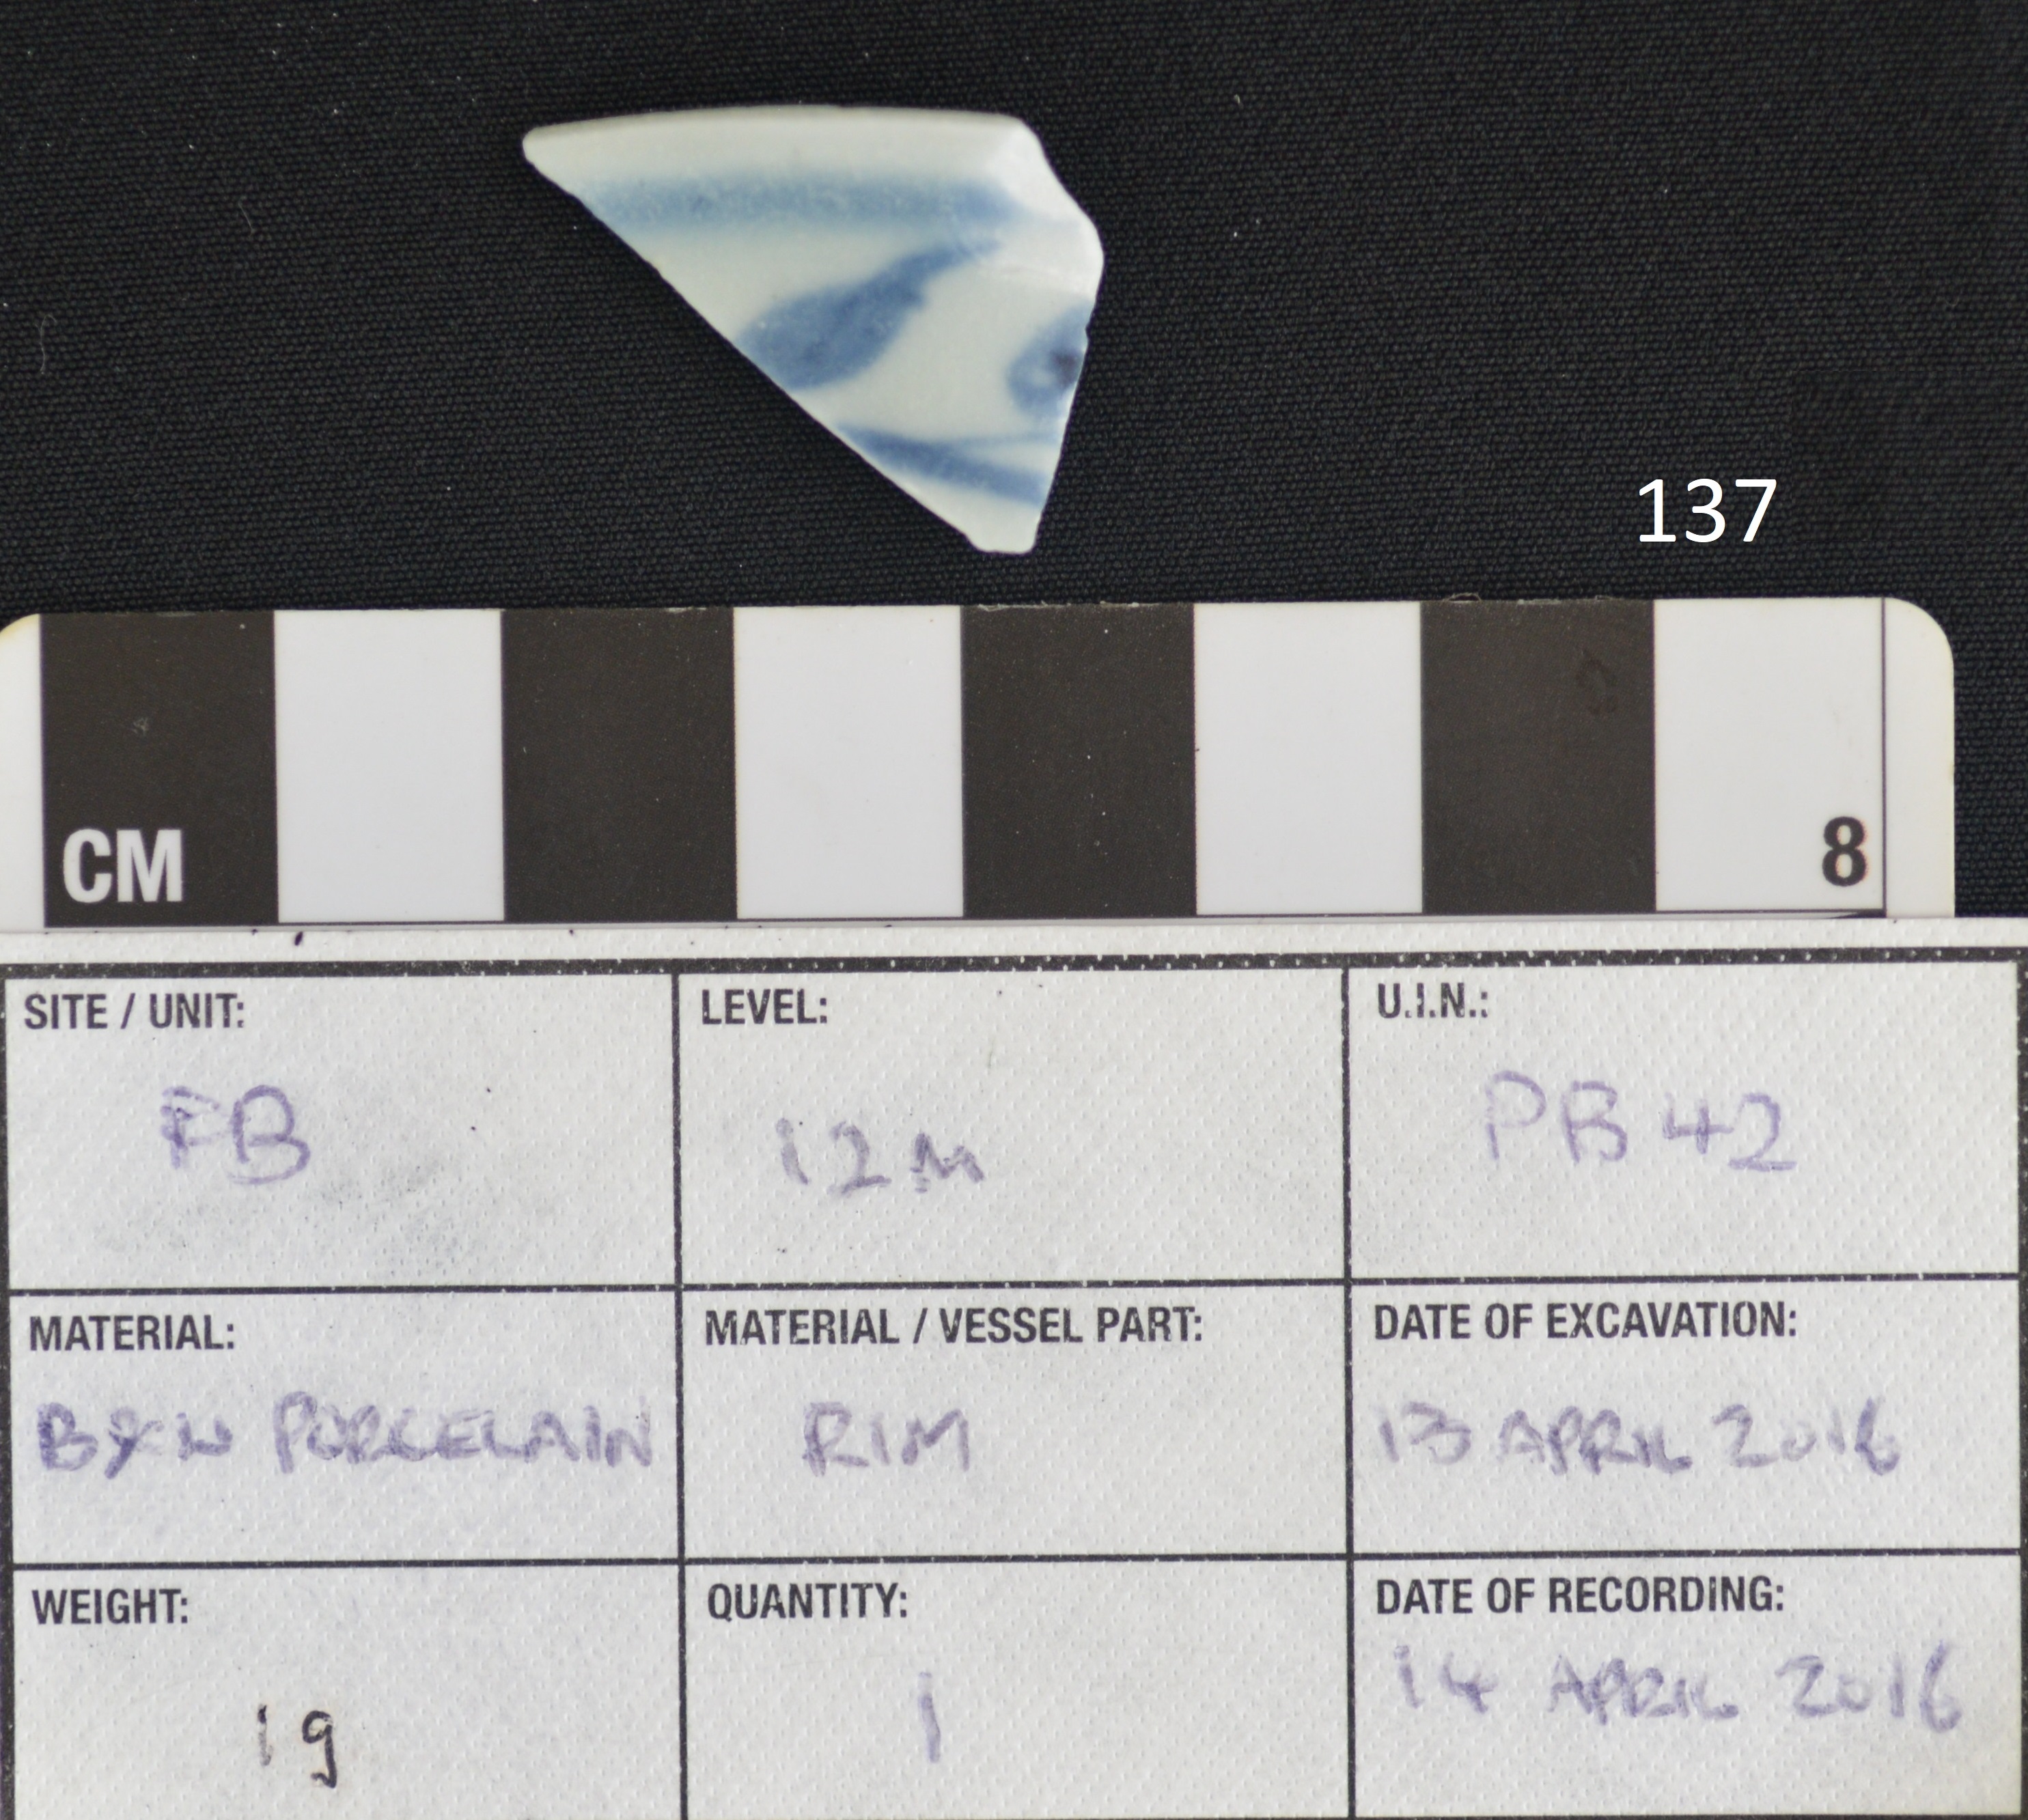 137
CM
8
SITE / UNIT:
FB
LEVEL:
12M
U.I.N.:
PB 42
MATERIAL:
B&W PORCELAIN
MATERIAL / VESSEL PART:
RIM
DATE OF EXCAVATION:
13 APRIL 2016
WEIGHT:
1g
QUANTITY:
1
DATE OF RECORDING:
14 APRIL 2016